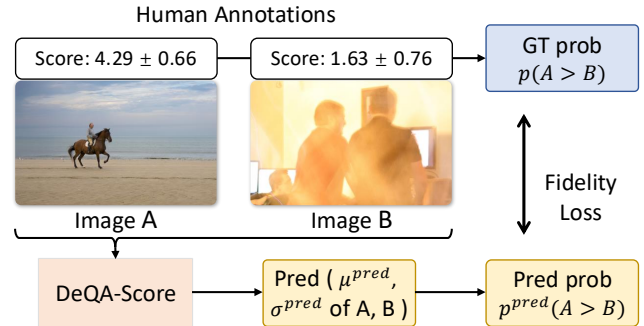 Human Annotations
Score: 4.29 ± 0.66
Score: 1.63 ± 0.76
GT prob
p(A > B)
Image A
Image B
Fidelity
Loss
DeQA-Score
Pred ( μ^pred,
σ^pred of A, B )
Pred prob
p^pred(A > B)